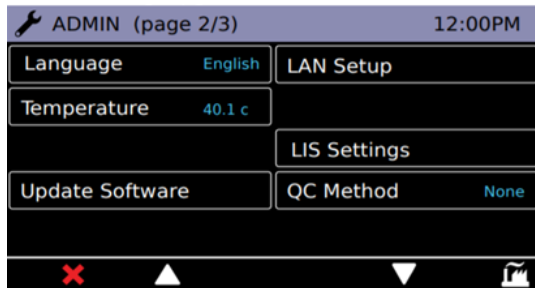 ADMIN (page 2/3) 12:00PM
Language English LAN Setup
Temperature 40.1 c
LIS Settings
Update Software QC Method None